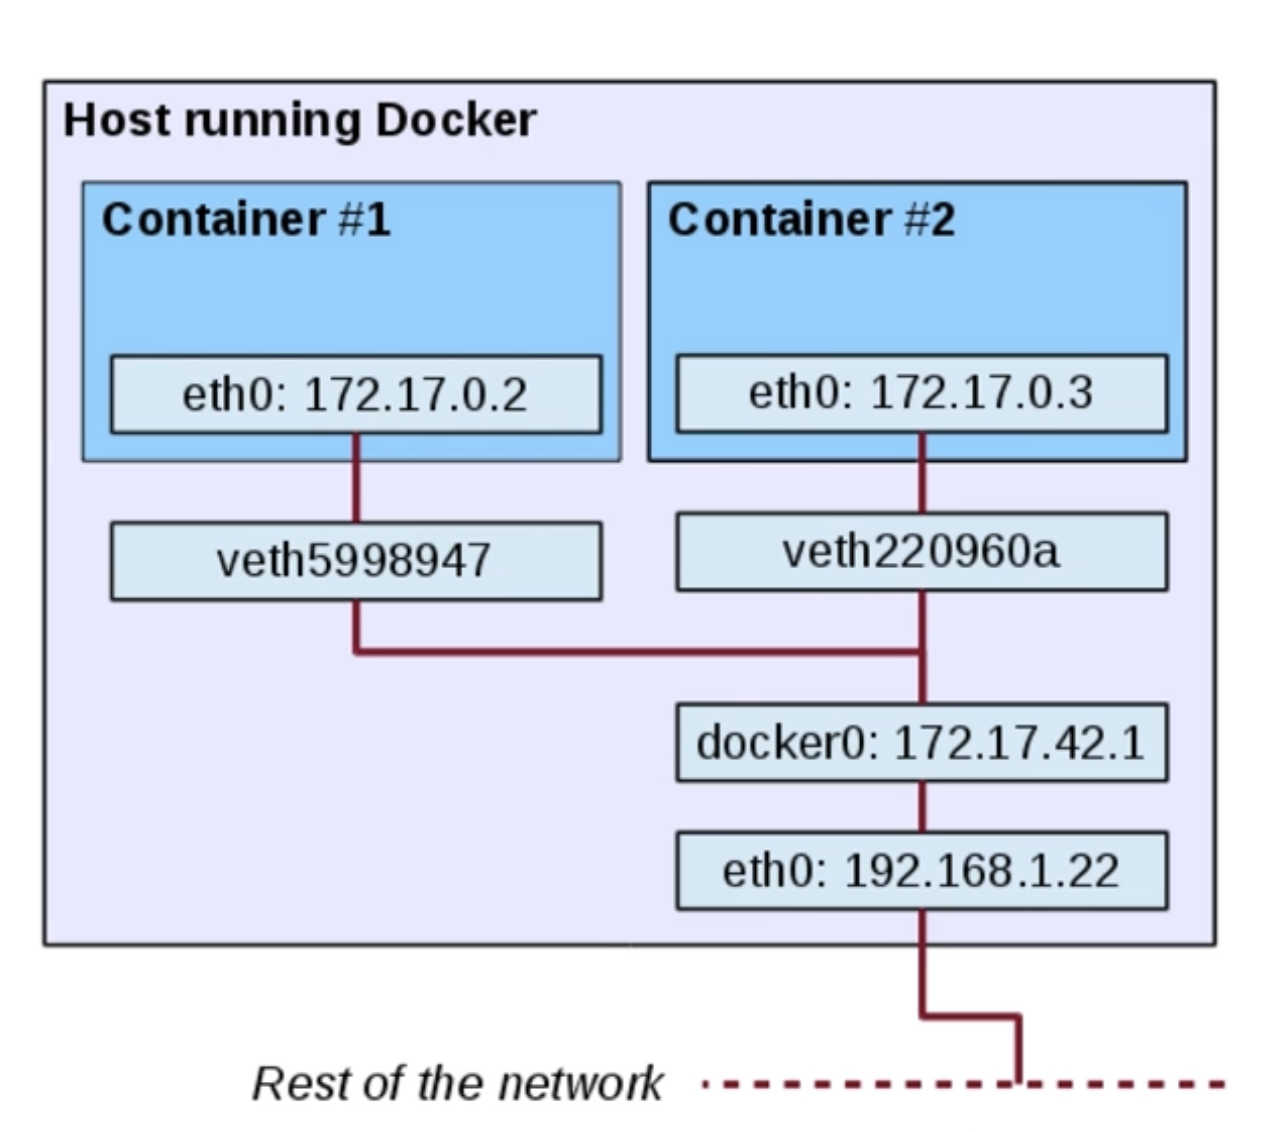 Host running Docker
Container #1
Container #2
eth0: 172.17.0.2
eth0: 172.17.0.3
veth5998947
veth220960a
docker0: 172.17.42.1
eth0: 192.168.1.22
Rest of the network